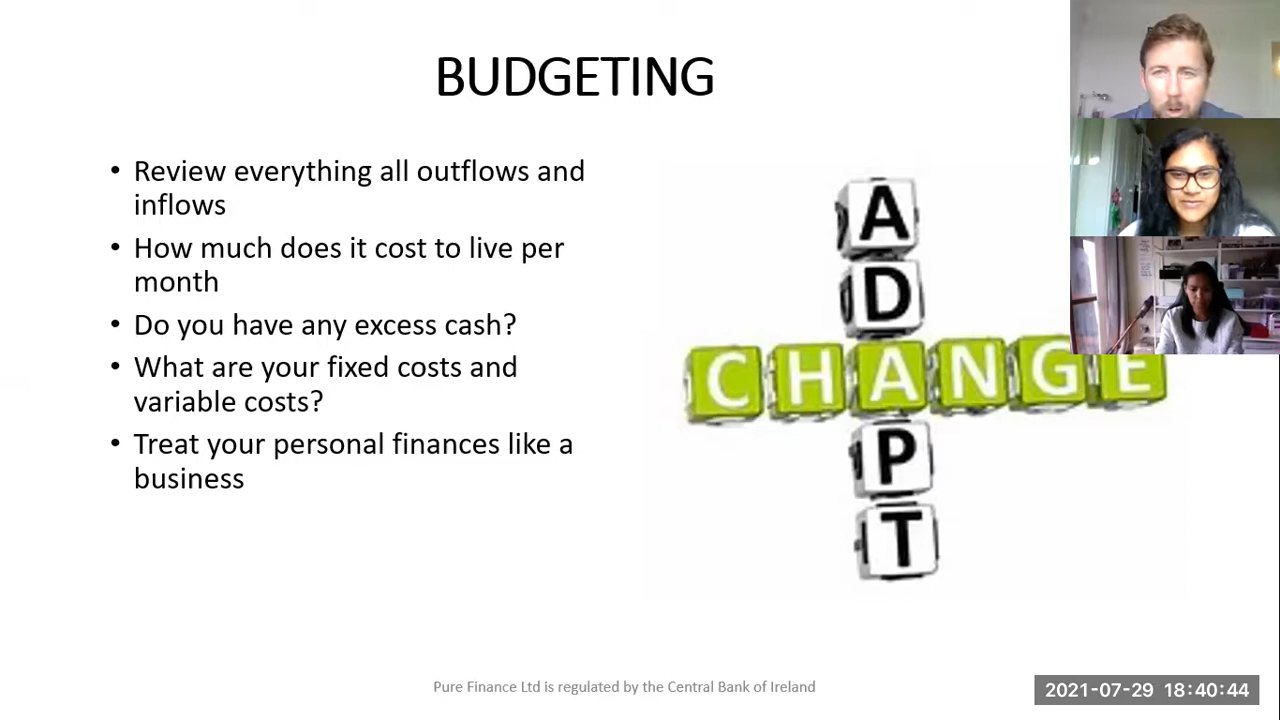 BUDGETING
• Review everything all outflows and
inflows
• How much does it cost to live per
month
• Do you have any excess cash?
• What are your fixed costs and
variable costs?
• Treat your personal finances like a
business
A
D
CHANGE
P
T
Pure Finance Ltd is regulated by the Central Bank of Ireland
2021-07-29 18:40:44